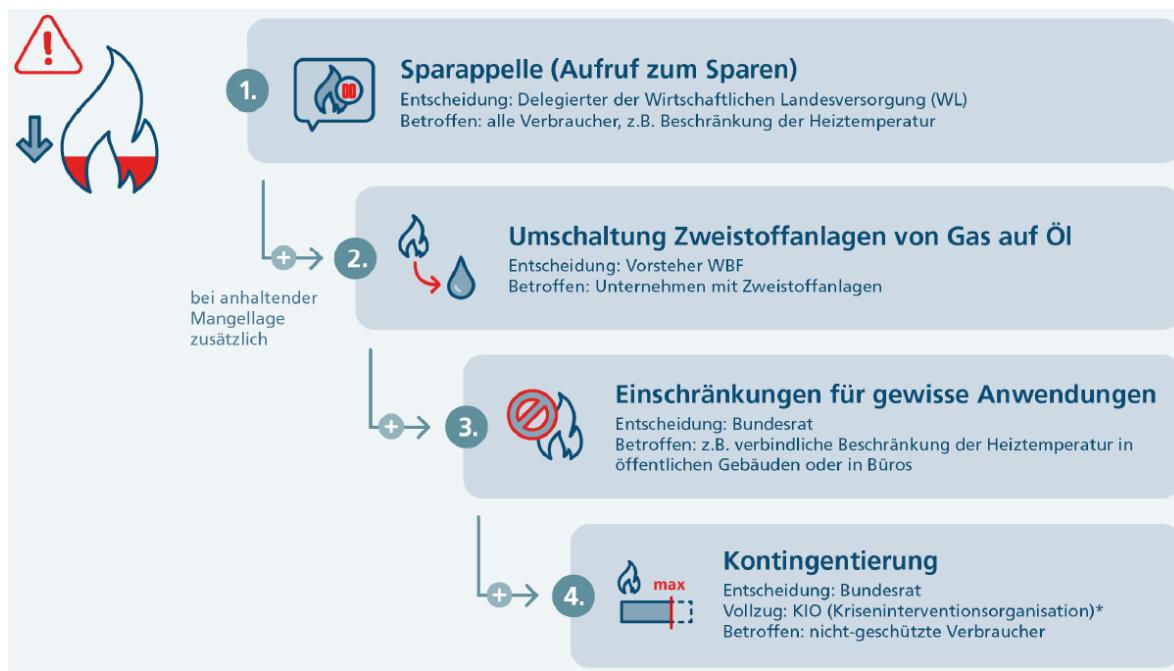 1.
Sparappelle (Aufruf zum Sparen)
Entscheidung: Delegierter der Wirtschaftlichen Landesversorgung (WL)
Betroffen: alle Verbraucher, z.B. Beschränkung der Heiztemperatur
+
bei anhaltender
Mangellage
zusätzlich
2.
Umschaltung Zweistoffanlagen von Gas auf Öl
Entscheidung: Vorsteher WBF
Betroffen: Unternehmen mit Zweistoffanlagen
+
3.
Einschränkungen für gewisse Anwendungen
Entscheidung: Bundesrat
Betroffen: z.B. verbindliche Beschränkung der Heiztemperatur in
öffentlichen Gebäuden oder in Büros
+
4.
max
Kontingentierung
Entscheidung: Bundesrat
Vollzug: KIO (Kriseninterventionsorganisation)*
Betroffen: nicht-geschützte Verbraucher